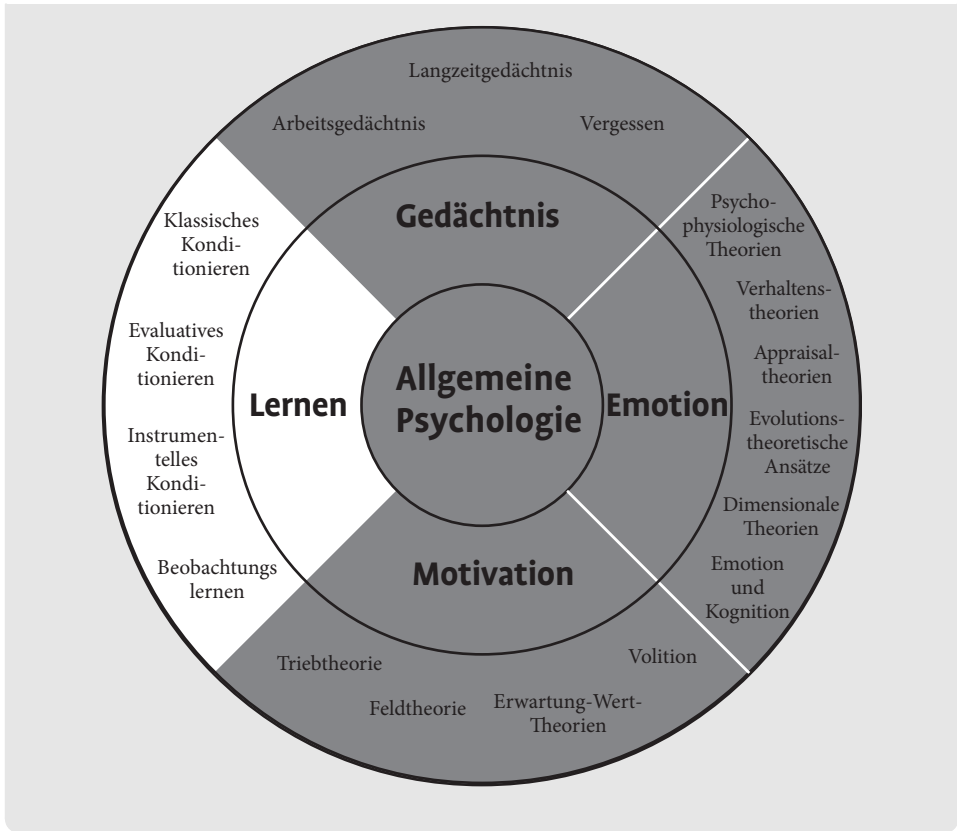 Langzeitgedächtnis
Arbeitsgedächtnis
Vergessen
Gedächtnis
Klassisches
Kondi-
tionieren
Evaluatives
Kondi-
tionieren
Instrumen-
telles
Kondi-
tionieren
Beobachtungs
lernen
Lernen
Allgemeine
Psychologie
Emotion
Psycho-
physiologische
Theorien
Verhaltens-
theorien
Appraisal-
theorien
Evolutions-
theoretische
Ansätze
Dimensionale
Theorien
Emotion
und
Kognition
Motivation
Triebtheorie
Feldtheorie
Erwartung-Wert-
Theorien
Volition